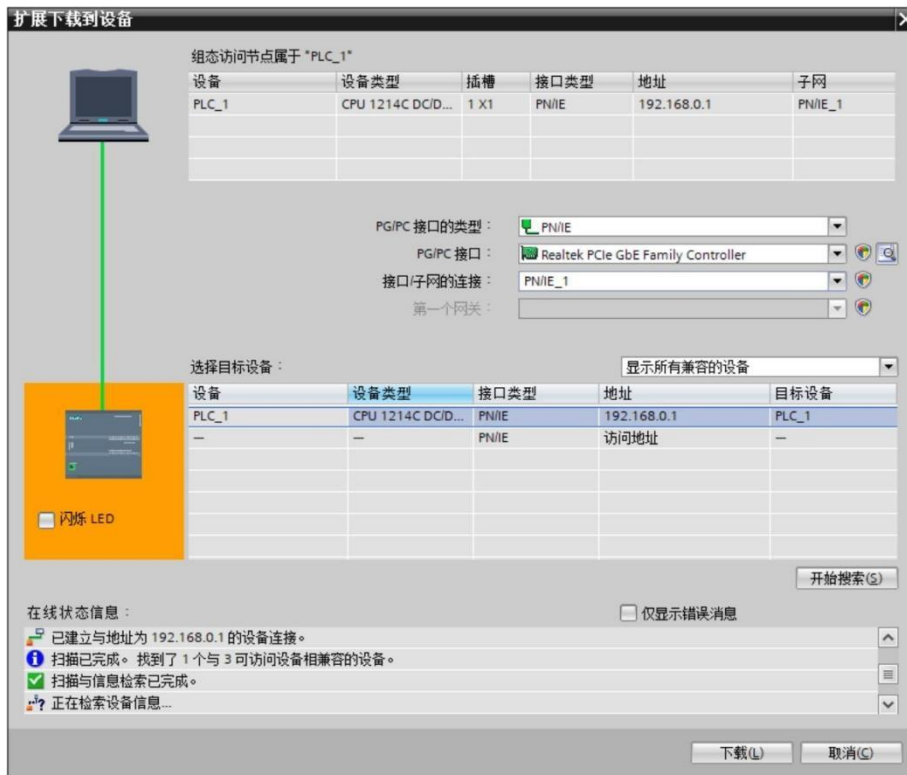 扩展下载到设备
组态访问节点属于 "PLC_1"
设备 设备类型 插槽 接口类型 地址 子网
PLC_1 CPU 1214C DC/D... 1 X1 PN/IE 192.168.0.1 PN/IE_1
PG/PC 接口的类型： PN/IE
PG/PC 接口： Realtek PCIe GbE Family Controller
接口/子网的连接： PN/IE_1
第一个网关：
选择目标设备： 显示所有兼容的设备
设备 设备类型 接口类型 地址 目标设备
PLC_1 CPU 1214C DC/D... PN/IE 192.168.0.1 PLC_1
— — PN/IE 访问地址 —
闪烁 LED
开始搜索(S)
在线状态信息： 仅显示错误消息
已建立与地址为 192.168.0.1 的设备连接。
扫描已完成。找到了 1 个与 3 可访问设备相兼容的设备。
扫描与信息检索已完成。
正在检索设备信息...
下载(L) 取消(C)